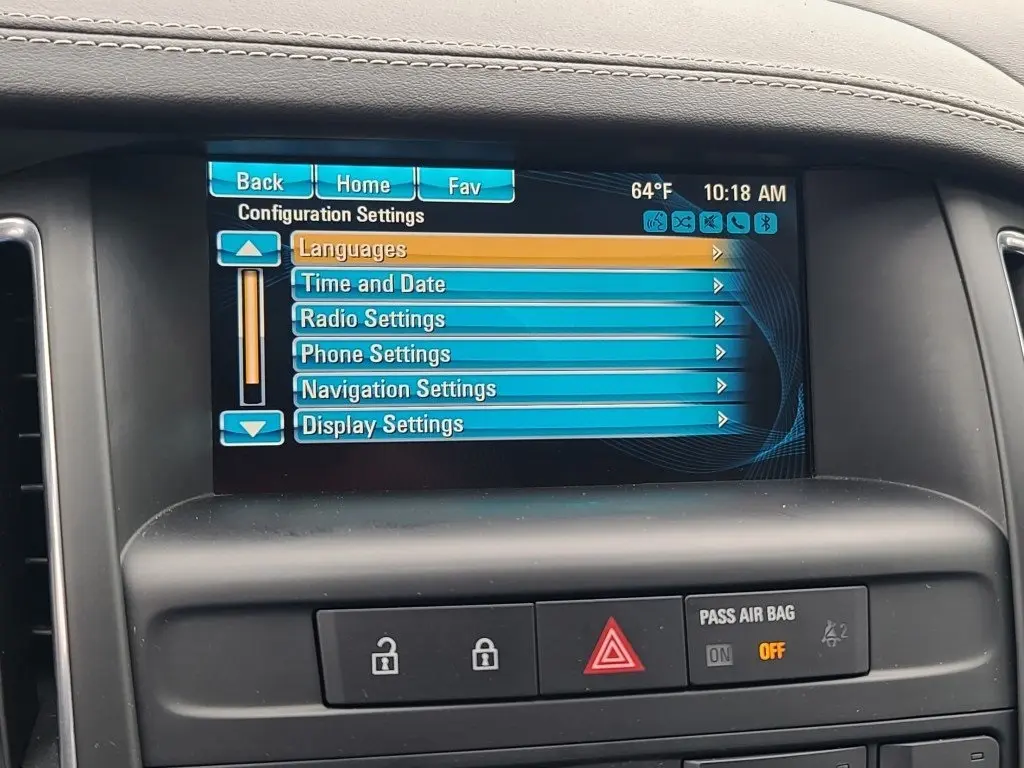 Back Home Fav 64°F 10:18 AM
Configuration Settings
Languages
Time and Date
Radio Settings
Phone Settings
Navigation Settings
Display Settings
PASS AIR BAG
ON OFF 2